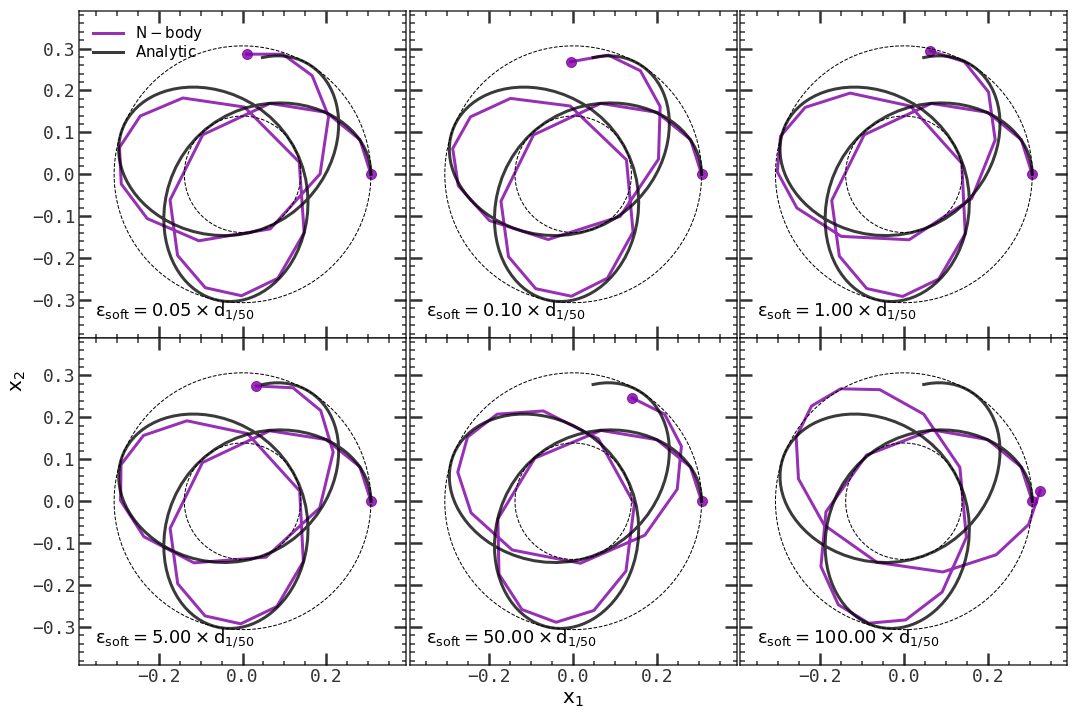 N − body
Analytic
0.3
0.2
0.1
0.0
−0.1
−0.2
−0.3
ε_soft = 0.05 × d_1/50
ε_soft = 0.10 × d_1/50
ε_soft = 1.00 × d_1/50
x_2
0.3
0.2
0.1
0.0
−0.1
−0.2
−0.3
ε_soft = 5.00 × d_1/50
ε_soft = 50.00 × d_1/50
ε_soft = 100.00 × d_1/50
−0.2 0.0 0.2 −0.2 0.0 0.2 −0.2 0.0 0.2
x_1